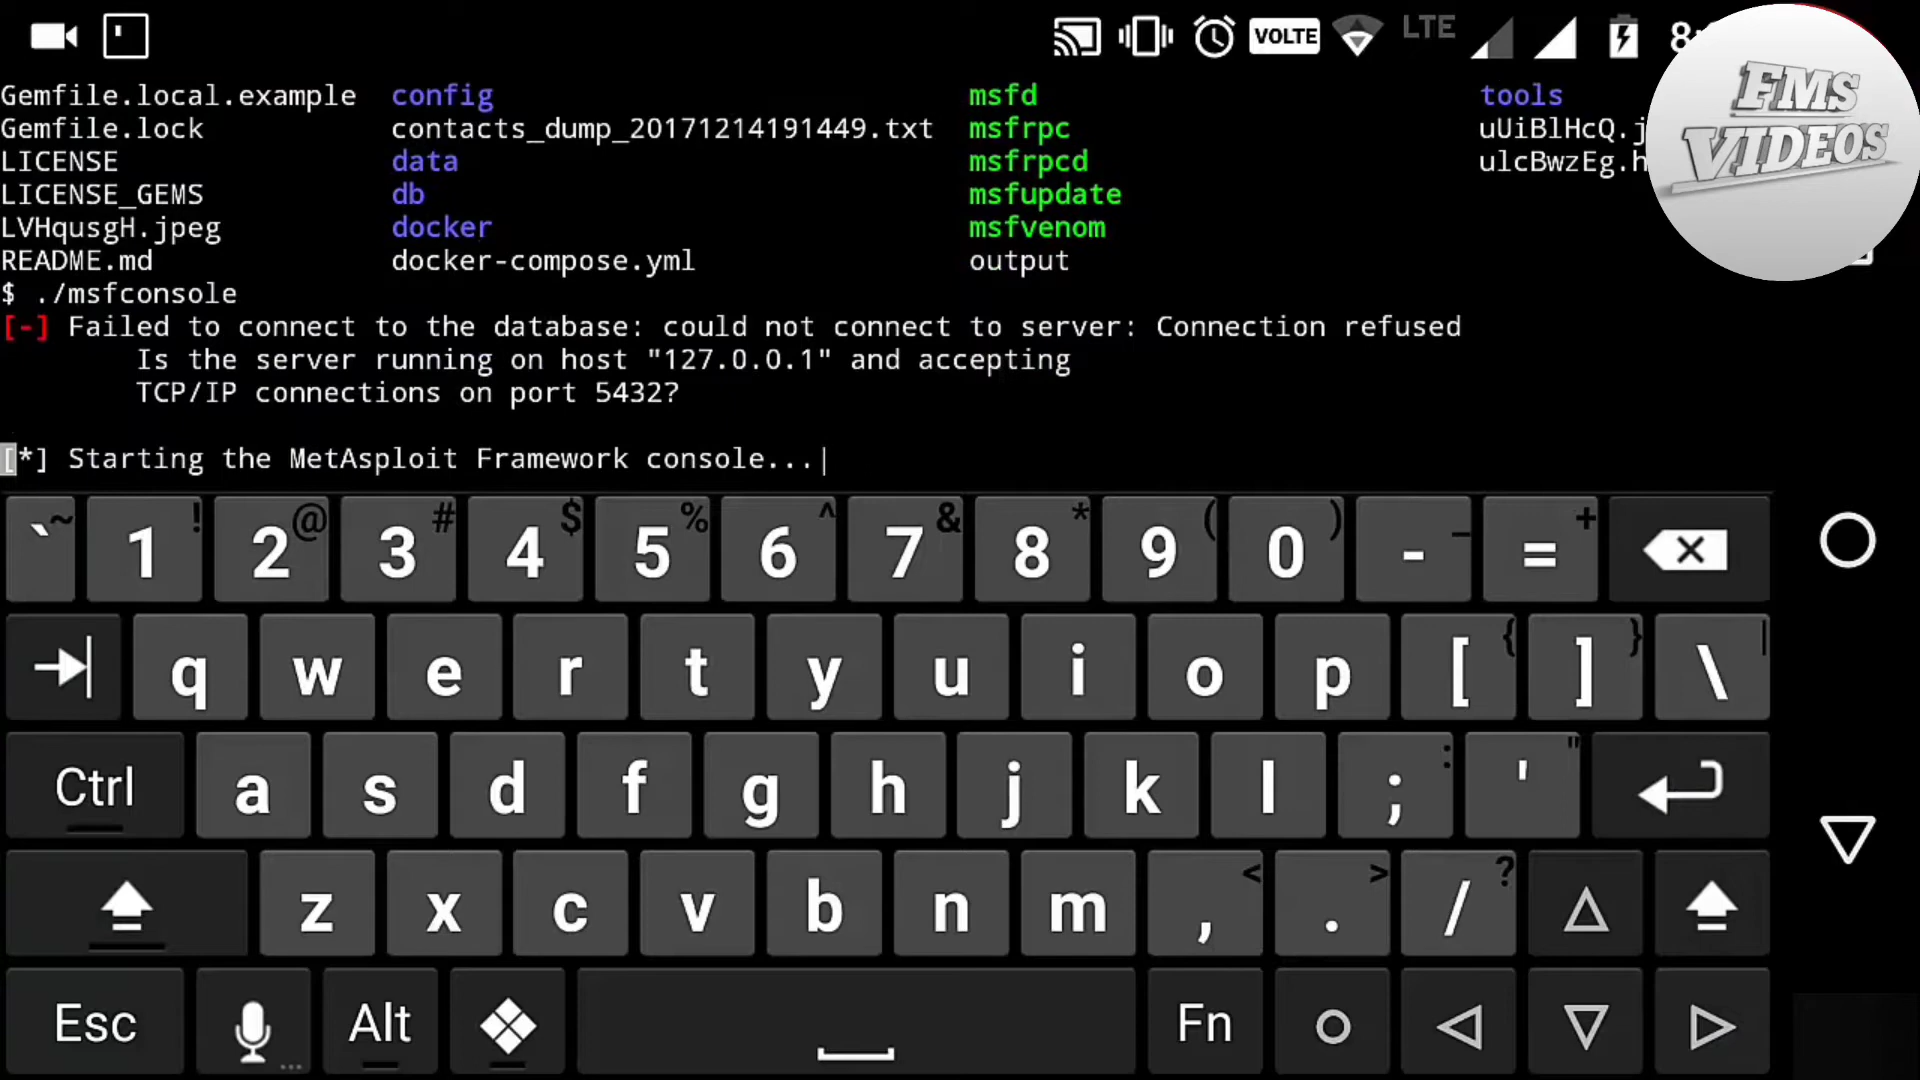 VOLTE LTE 8:
FMS
VIDEOS
Gemfile.local.example config msfd tools
Gemfile.lock contacts_dump_20171214191449.txt msfrpc uUiBlHcQ.j
LICENSE data msfrpcd ulcBwzEg.h
LICENSE_GEMS db msfupdate
LVHqusgH.jpeg docker msfvenom
README.md docker-compose.yml output
$ ./msfconsole
[-] Failed to connect to the database: could not connect to server: Connection refused
Is the server running on host "127.0.0.1" and accepting
TCP/IP connections on port 5432?
[*] Starting the MetAsploit Framework console...|
` ~ 1 ! 2 @ 3 # 4 $ 5 % 6 ^ 7 & 8 * 9 ( 0 ) - _ = +
q w e r t y u i o p [ { ] } \ |
Ctrl a s d f g h j k l ; : ' "
z x c v b n m , < . > / ?
Esc Alt Fn